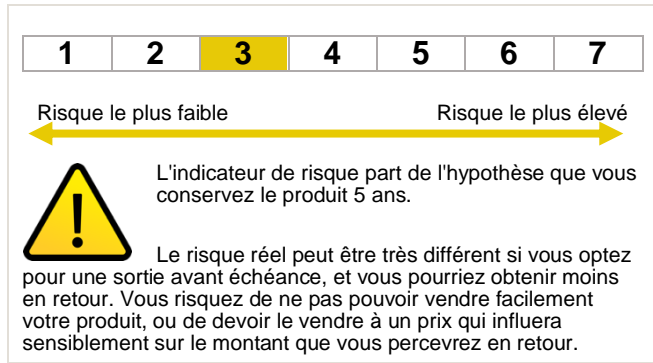 1 2 3 4 5 6 7
Risque le plus faible Risque le plus élevé
L'indicateur de risque part de l'hypothèse que vous
conservez le produit 5 ans.
Le risque réel peut être très différent si vous optez
pour une sortie avant échéance, et vous pourriez obtenir moins
en retour. Vous risquez de ne pas pouvoir vendre facilement
votre produit, ou de devoir le vendre à un prix qui influera
sensiblement sur le montant que vous percevrez en retour.